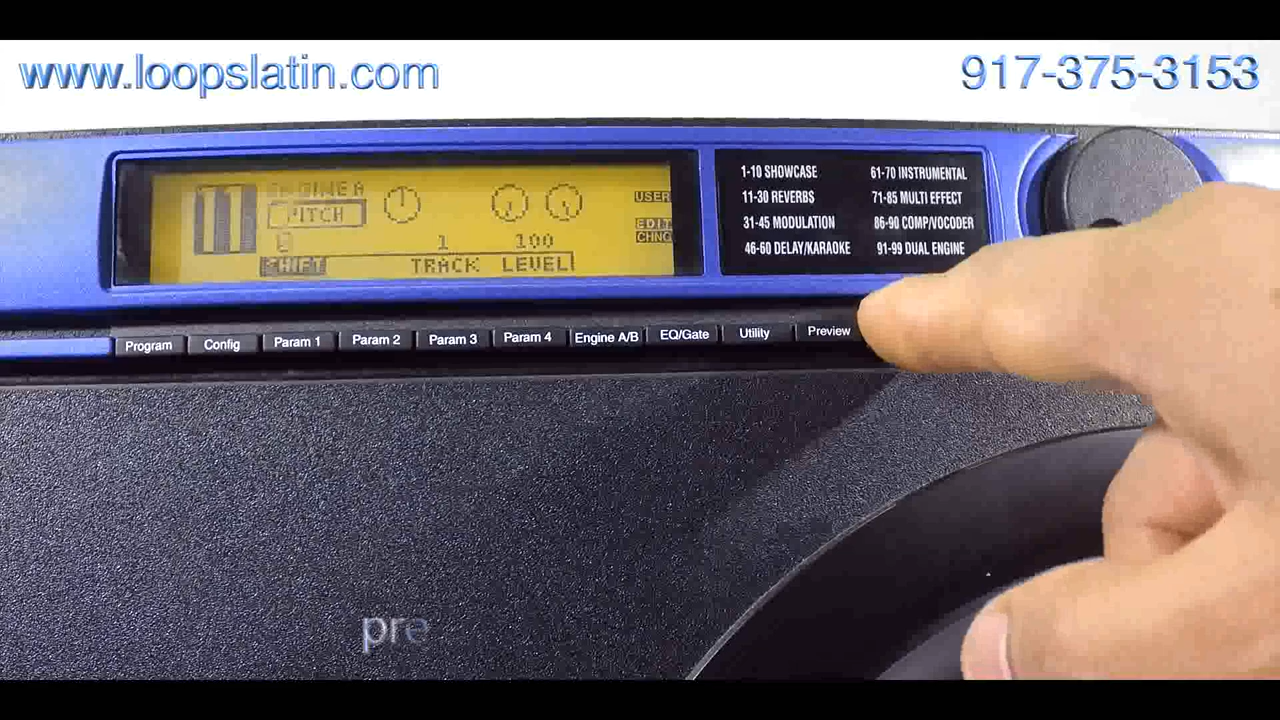 www.loopslatin.com
917-375-3153
ENGINE A
PITCH
USER
EDIT
CHNG
1 100
SHIFT TRACK LEVEL
1-10 SHOWCASE 61-70 INSTRUMENTAL
11-30 REVERBS 71-85 MULTI EFFECT
31-45 MODULATION 86-90 COMP/VOCODER
46-60 DELAY/KARAOKE 91-99 DUAL ENGINE
Program Config Param 1 Param 2 Param 3 Param 4 Engine A/B EQ/Gate Utility Preview
pre